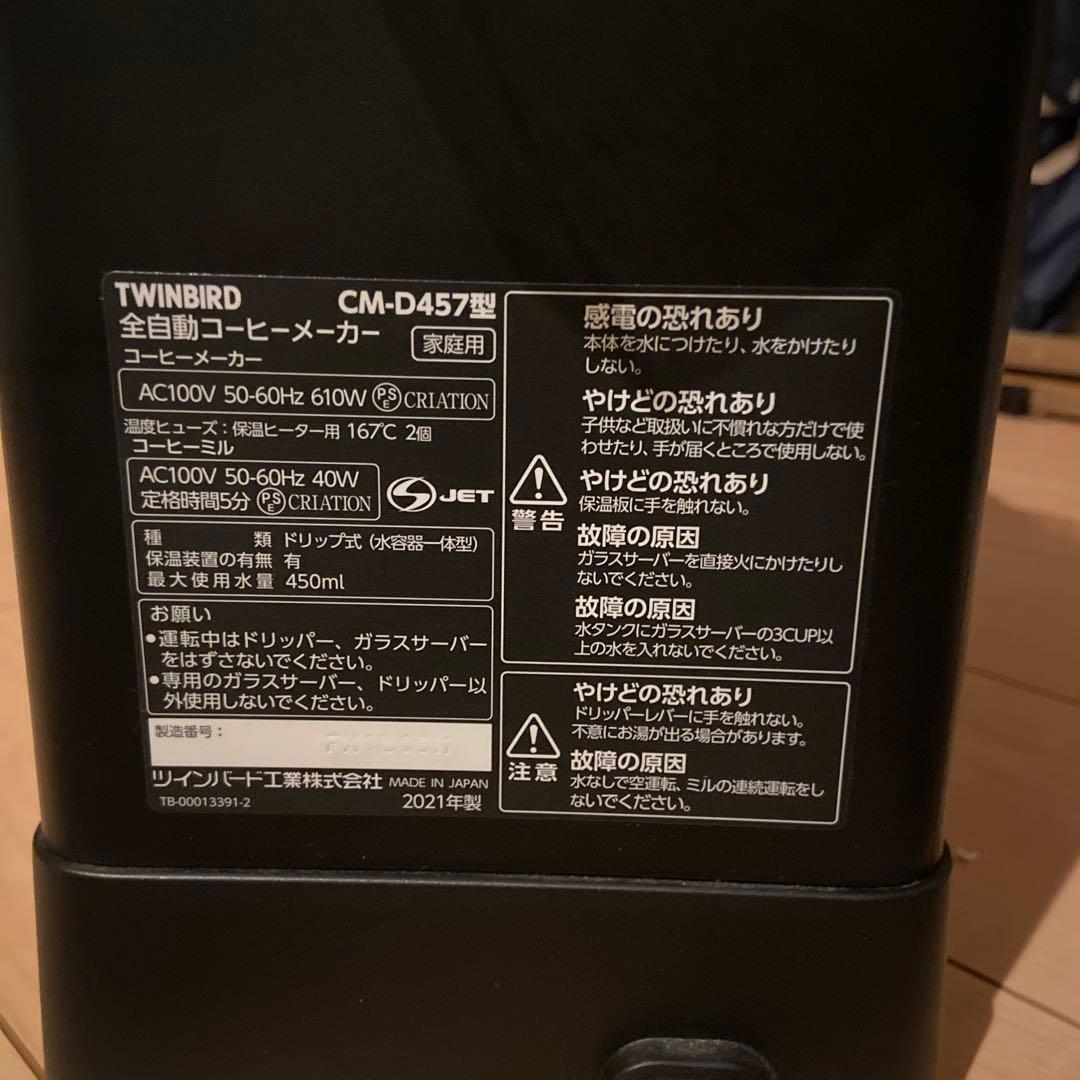 TWINBIRD CM-D457型
全自動コーヒーメーカー 家庭用
コーヒーメーカー
AC100V 50-60Hz 610W PSE CRIATION
温度ヒューズ：保温ヒーター用 167℃ 2個
コーヒーミル
AC100V 50-60Hz 40W
定格時間5分 PSE CRIATION
JET
種類 ドリップ式（水容器一体型）
保温装置の有無 有
最大使用水量 450ml
お願い
●運転中はドリッパー、ガラスサーバー
をはずさないでください。
●専用のガラスサーバー、ドリッパー以
外使用しないでください。
製造番号：
ツインバード工業株式会社 MADE IN JAPAN
TB-00013391-2 2021年製
警告
感電の恐れあり
本体を水につけたり、水をかけたり
しない。
やけどの恐れあり
子供など取扱いに不慣れな方だけで使
わせたり、手が届くところで使用しない。
やけどの恐れあり
保温板に手を触れない。
故障の原因
ガラスサーバーを直接火にかけたりし
ないでください。
故障の原因
水タンクにガラスサーバーの3CUP以
上の水を入れないでください。
注意
やけどの恐れあり
ドリッパーレバーに手を触れない。
不意にお湯が出る場合があります。
故障の原因
水なしで空運転、ミルの連続運転をし
ないでください。